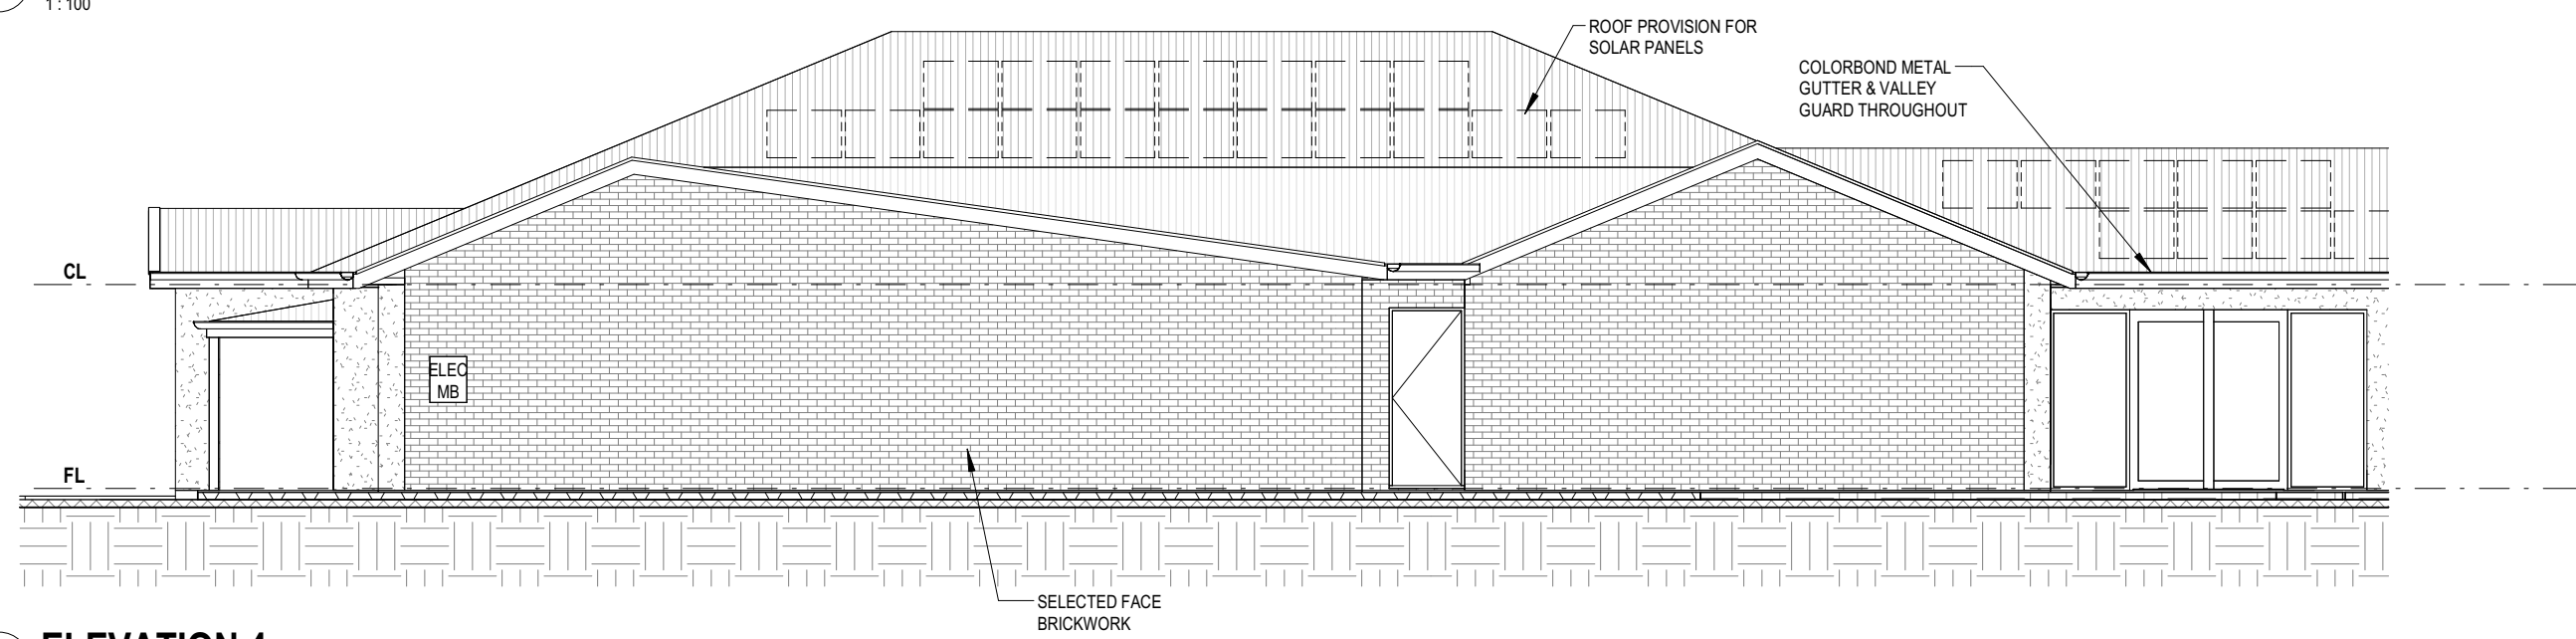 1 : 100
ROOF PROVISION FOR
SOLAR PANELS
COLORBOND METAL
GUTTER & VALLEY
GUARD THROUGHOUT
CL
ELEC
MB
FL
SELECTED FACE
BRICKWORK
ELEVATION 4